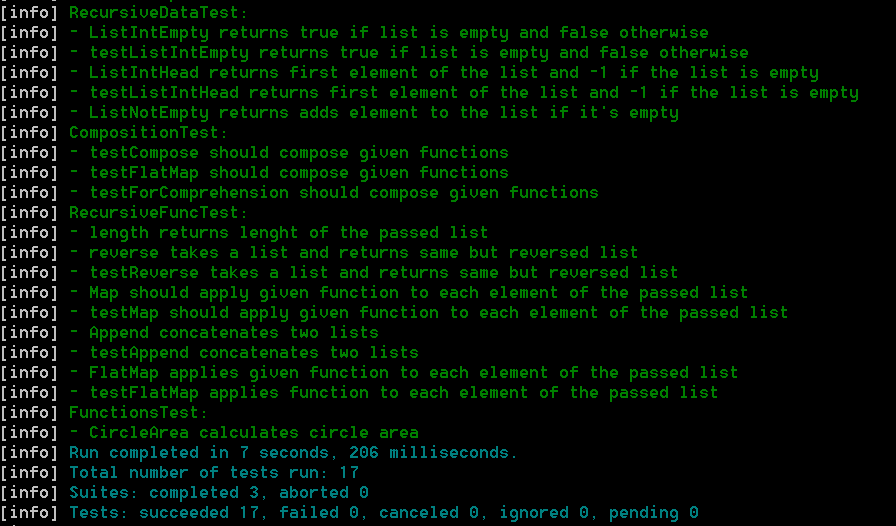 [info] RecursiveDataTest:
[info] - ListIntEmpty returns true if list is empty and false otherwise
[info] - testListIntEmpty returns true if list is empty and false otherwise
[info] - ListIntHead returns first element of the list and -1 if the list is empty
[info] - testListIntHead returns first element of the list and -1 if the list is empty
[info] - ListNotEmpty returns adds element to the list if it's empty
[info] CompositionTest:
[info] - testCompose should compose given functions
[info] - testFlatMap should compose given functions
[info] - testForComprehension should compose given functions
[info] RecursiveFuncTest:
[info] - length returns lenght of the passed list
[info] - reverse takes a list and returns same but reversed list
[info] - testReverse takes a list and returns same but reversed list
[info] - Map should apply given function to each element of the passed list
[info] - testMap should apply given function to each element of the passed list
[info] - Append concatenates two lists
[info] - testAppend concatenates two lists
[info] - FlatMap applies given function to each element of the passed list
[info] - testFlatMap applies function to each element of the passed list
[info] FunctionsTest:
[info] - CircleArea calculates circle area
[info] Run completed in 7 seconds, 206 milliseconds.
[info] Total number of tests run: 17
[info] Suites: completed 3, aborted 0
[info] Tests: succeeded 17, failed 0, canceled 0, ignored 0, pending 0